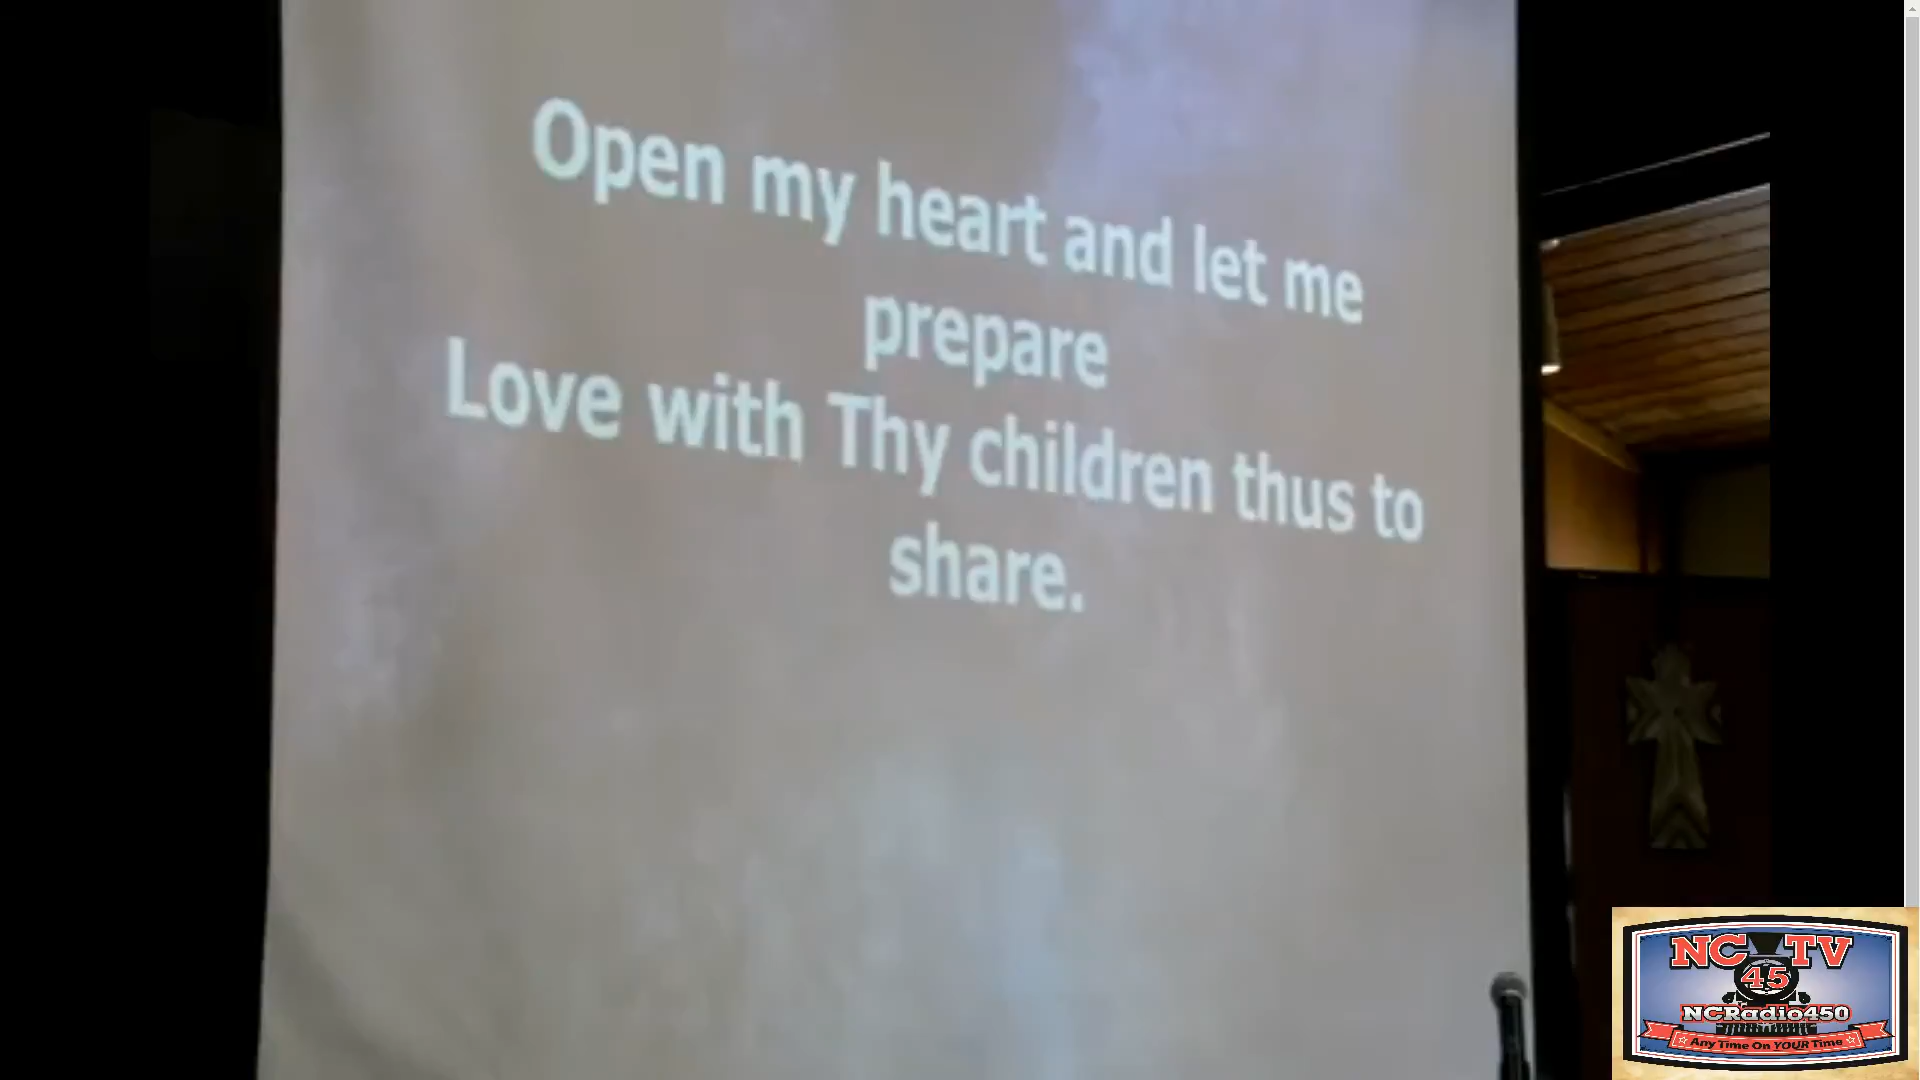 Open my heart and let me
prepare
Love with Thy children thus to
share.
NC TV
45
NCRadio450
Any Time On YOUR Time